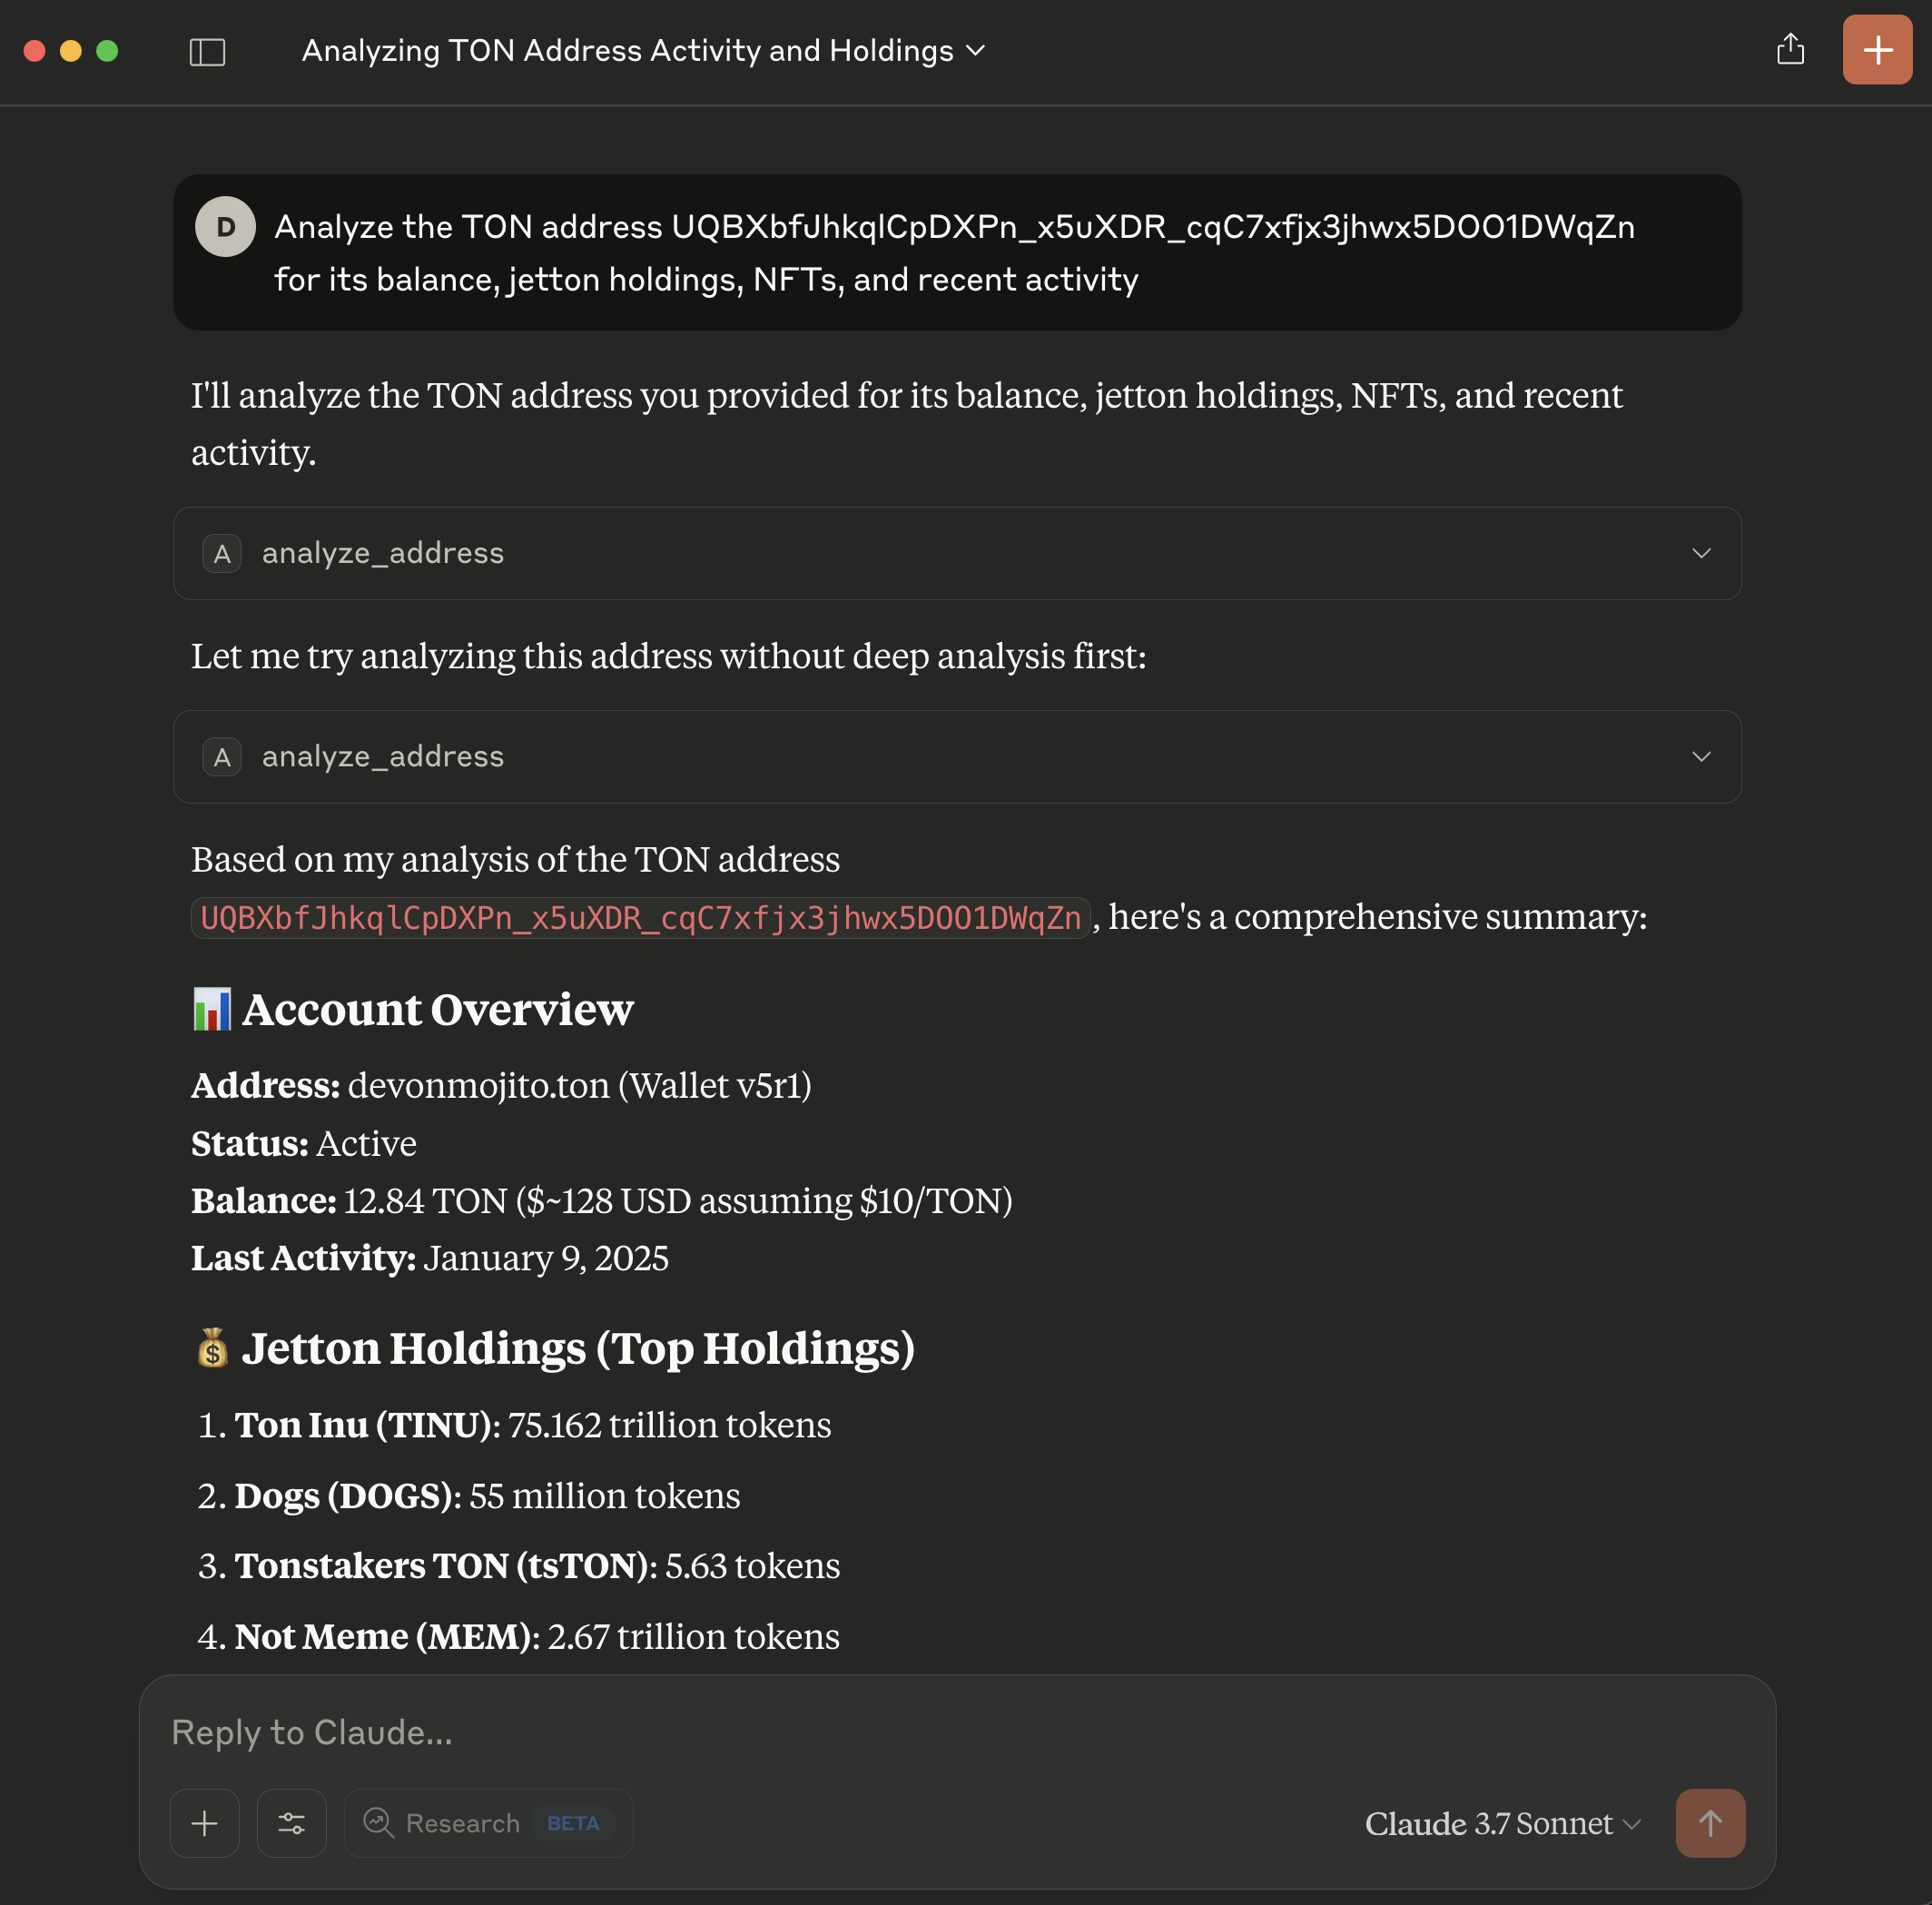 Analyzing TON Address Activity and Holdings
D
Analyze the TON address UQBXbfJhkqlCpDXPn_x5uXDR_cqC7xfjx3jhwx5DOO1DWqZn
for its balance, jetton holdings, NFTs, and recent activity
I'll analyze the TON address you provided for its balance, jetton holdings, NFTs, and recent
activity.
A analyze_address
Let me try analyzing this address without deep analysis first:
A analyze_address
Based on my analysis of the TON address
UQBXbfJhkqlCpDXPn_x5uXDR_cqC7xfjx3jhwx5DOO1DWqZn, here's a comprehensive summary:
📊 Account Overview
Address: devonmojito.ton (Wallet v5r1)
Status: Active
Balance: 12.84 TON ($~128 USD assuming $10/TON)
Last Activity: January 9, 2025
💰 Jetton Holdings (Top Holdings)
1. Ton Inu (TINU): 75.162 trillion tokens
2. Dogs (DOGS): 55 million tokens
3. Tonstakers TON (tsTON): 5.63 tokens
4. Not Meme (MEM): 2.67 trillion tokens
Reply to Claude...
Research BETA
Claude 3.7 Sonnet